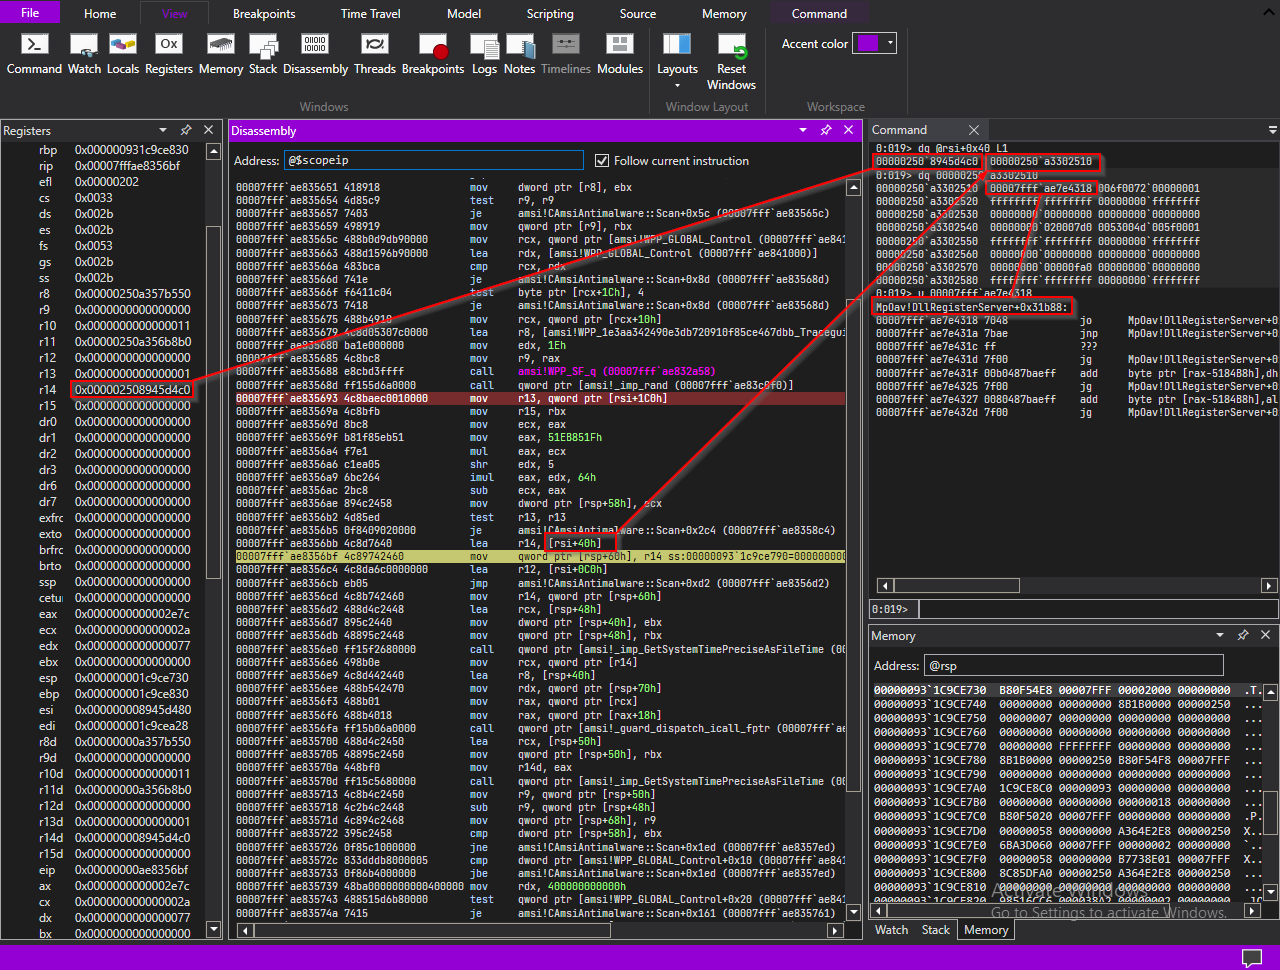 File Home View Breakpoints Time Travel Model Scripting Source Memory Command
Command Watch Locals Registers Memory Stack Disassembly Threads Breakpoints Logs Notes Timelines Modules Layouts Reset Windows Accent color
Windows Window Layout Workspace
Registers
rbp 0x000000931c9ce830
rip 0x00007fffae8356bf
efl 0x00000202
cs 0x0033
ds 0x002b
es 0x002b
fs 0x0053
gs 0x002b
ss 0x002b
r8 0x00000250a357b550
r9 0x0000000000000000
r10 0x0000000000000011
r11 0x00000250a356b8b0
r12 0x0000000000000000
r13 0x0000000000000001
r14 0x000002508945d4c0
r15 0x0000000000000000
dr0 0x0000000000000000
dr1 0x0000000000000000
dr2 0x0000000000000000
dr3 0x0000000000000000
dr6 0x0000000000000000
dr7 0x0000000000000000
exfrc 0x0000000000000000
exto 0x0000000000000000
brfrc 0x0000000000000000
brto 0x0000000000000000
ssp 0x0000000000000000
cetu 0x0000000000000000
eax 0x0000000000002e7c
ecx 0x000000000000002a
edx 0x0000000000000077
ebx 0x0000000000000000
esp 0x000000001c9ce730
ebp 0x000000001c9ce830
esi 0x000000008945d480
edi 0x000000001c9cea28
r8d 0x00000000a357b550
r9d 0x0000000000000000
r10d 0x0000000000000011
r11d 0x00000000a356b8b0
r12d 0x0000000000000000
r13d 0x0000000000000001
r14d 0x000000008945d4c0
r15d 0x0000000000000000
eip 0x00000000ae8356bf
ax 0x0000000000002e7c
cx 0x000000000000002a
dx 0x0000000000000077
bx 0x0000000000000000
Disassembly
Address: @$scopeip Follow current instruction
00007fff`ae835651 418918 mov dword ptr [r8], ebx
00007fff`ae835654 4d85c9 test r9, r9
00007fff`ae835657 7403 je amsi!CAmsiAntimalware::Scan+0x5c (00007fff`ae83565c)
00007fff`ae835659 498919 mov qword ptr [r9], rbx
00007fff`ae83565c 488b0d9db90000 mov rcx, qword ptr [amsi!WPP_GLOBAL_Control (00007fff`ae841
00007fff`ae835663 488d1596b90000 lea rdx, [amsi!WPP_GLOBAL_Control (00007fff`ae841000)]
00007fff`ae83566a 483bca cmp rcx, rdx
00007fff`ae83566d 741e je amsi!CAmsiAntimalware::Scan+0x8d (00007fff`ae83568d)
00007fff`ae83566f f6411c04 test byte ptr [rcx+1Ch], 4
00007fff`ae835673 7418 je amsi!CAmsiAntimalware::Scan+0x8d (00007fff`ae83568d)
00007fff`ae835675 488b4910 mov rcx, qword ptr [rcx+10h]
00007fff`ae835679 4c8d05307c0000 lea r8, [amsi!WPP_1e3aa342490e3db720910f85ce467dbb_Tracegui
00007fff`ae835680 ba1e000000 mov edx, 1Eh
00007fff`ae835685 4c8bc8 mov r9, rax
00007fff`ae835688 e8cbd3ffff call amsi!WPP_SF_q (00007fff`ae832a58)
00007fff`ae83568d ff155d6a0000 call qword ptr [amsi!_imp_rand (00007fff`ae83c0f0)]
00007fff`ae835693 4c8baec0010000 mov r13, qword ptr [rsi+1C0h]
00007fff`ae83569a 4c8bfb mov r15, rbx
00007fff`ae83569d 8bc8 mov ecx, eax
00007fff`ae83569f b81f85eb51 mov eax, 51EB851Fh
00007fff`ae8356a4 f7e1 mul eax, ecx
00007fff`ae8356a6 c1ea05 shr edx, 5
00007fff`ae8356a9 6bc264 imul eax, edx, 64h
00007fff`ae8356ac 2bc8 sub ecx, eax
00007fff`ae8356ae 894c2458 mov dword ptr [rsp+58h], ecx
00007fff`ae8356b2 4d85ed test r13, r13
00007fff`ae8356b5 0f8409020000 je amsi!CAmsiAntimalware::Scan+0x2c4 (00007fff`ae8358c4)
00007fff`ae8356bb 4c8d7640 lea r14, [rsi+40h]
00007fff`ae8356bf 4c89742460 mov qword ptr [rsp+60h], r14 ss:00000093`1c9ce790=000000000
00007fff`ae8356c4 4c8da6c0000000 lea r12, [rsi+0C0h]
00007fff`ae8356cb eb05 jmp amsi!CAmsiAntimalware::Scan+0xd2 (00007fff`ae8356d2)
00007fff`ae8356cd 4c8b742460 mov r14, qword ptr [rsp+60h]
00007fff`ae8356d2 488d4c2448 lea rcx, [rsp+48h]
00007fff`ae8356d7 895c2440 mov dword ptr [rsp+40h], ebx
00007fff`ae8356db 48895c2448 mov qword ptr [rsp+48h], rbx
00007fff`ae8356e0 ff15f2680000 call qword ptr [amsi!_imp_GetSystemTimePreciseAsFileTime (00
00007fff`ae8356e6 498b0e mov rcx, qword ptr [r14]
00007fff`ae8356e9 4c8d442440 lea r8, [rsp+40h]
00007fff`ae8356ee 488b542470 mov rdx, qword ptr [rsp+70h]
00007fff`ae8356f3 488b01 mov rax, qword ptr [rcx]
00007fff`ae8356f6 488b4018 mov rax, qword ptr [rax+18h]
00007fff`ae8356fa ff15b06a0000 call qword ptr [amsi!_guard_dispatch_icall_fptr (00007fff`ae
00007fff`ae835700 488d4c2450 lea rcx, [rsp+50h]
00007fff`ae835705 48895c2450 mov qword ptr [rsp+50h], rbx
00007fff`ae83570a 448bf0 mov r14d, eax
00007fff`ae83570d ff15c5680000 call qword ptr [amsi!_imp_GetSystemTimePreciseAsFileTime (00
00007fff`ae835713 4c8b4c2450 mov r9, qword ptr [rsp+50h]
00007fff`ae835718 4c2b4c2448 sub r9, qword ptr [rsp+48h]
00007fff`ae83571d 4c894c2468 mov qword ptr [rsp+68h], r9
00007fff`ae835722 395c2458 cmp dword ptr [rsp+58h], ebx
00007fff`ae835726 0f85c1000000 jne amsi!CAmsiAntimalware::Scan+0x1ed (00007fff`ae8357ed)
00007fff`ae83572c 833dddb8000005 cmp dword ptr [amsi!WPP_GLOBAL_Control+0x10 (00007fff`ae841
00007fff`ae835733 0f86b4000000 jbe amsi!CAmsiAntimalware::Scan+0x1ed (00007fff`ae8357ed)
00007fff`ae835739 48ba0000000000400000 mov rdx, 400000000000h
00007fff`ae835743 488515d6b80000 test qword ptr [amsi!WPP_GLOBAL_Control+0x20 (00007fff`ae841
00007fff`ae83574a 7415 je amsi!CAmsiAntimalware::Scan+0x161 (00007fff`ae835761)
Command
0:019> dq @rsi+0x40 L1
00000250`8945d4c0 00000250`a3302510
0:019> dq 00000250`a3302510
00000250`a3302510 00007fff`ae7e4318 006f0072`00000001
00000250`a3302520 ffffffff`ffffffff 00000000`ffffffff
00000250`a3302530 00000000`00000000 00000000`00000000
00000250`a3302540 00000000`020007d0 0053004d`005f0001
00000250`a3302550 ffffffff`ffffffff 00000000`ffffffff
00000250`a3302560 00000000`00000000 00000000`00000000
00000250`a3302570 00000000`00000fa0 00000000`00000000
00000250`a3302580 ffffffff`ffffffff 00000000`ffffffff
0:019> u 00007fff`ae7e4318
MpOav!DllRegisterServer+0x31b88:
00007fff`ae7e4318 7048 jo MpOav!DllRegisterServer+0
00007fff`ae7e431a 7bae jnp MpOav!DllRegisterServer+0
00007fff`ae7e431c ff ???
00007fff`ae7e431d 7f00 jg MpOav!DllRegisterServer+0
00007fff`ae7e431f 00b0487baeff add byte ptr [rax-5184B8h],dh
00007fff`ae7e4325 7f00 jg MpOav!DllRegisterServer+0
00007fff`ae7e4327 0080487baeff add byte ptr [rax-5184B8h],al
00007fff`ae7e432d 7f00 jg MpOav!DllRegisterServer+0
0:019>
Memory
Address: @rsp
00000093`1C9CE730 B80F54E8 00007FFF 00002000 00000000 .T.
00000093`1C9CE740 00000000 00000000 8B1B0000 00000250 ...
00000093`1C9CE750 00000007 00000000 00000000 00000000 ...
00000093`1C9CE760 00000000 00000000 00000000 00000000 ...
00000093`1C9CE770 00000000 FFFFFFFF 00000000 00000000 ...
00000093`1C9CE780 8B1B0000 00000250 B80F54F8 00007FFF ...
00000093`1C9CE790 00000000 00000000 00000000 00000000 ...
00000093`1C9CE7A0 1C9CE8C0 00000093 00000000 00000000 ...
00000093`1C9CE7B0 00000000 00000000 00000018 00000000 ...
00000093`1C9CE7C0 B80F5020 00007FFF 00000000 00000000 .P.
00000093`1C9CE7D0 00000058 00000000 A364E2E8 00000250 X..
00000093`1C9CE7E0 6BA3D060 00007FFF 00000002 00000000 `..
00000093`1C9CE7F0 00000058 00000000 B7738E01 00007FFF X..
00000093`1C9CE800 8C85DFA0 00000250 A364E2E8 00000250 ...
00000093`1C9CE810 00000000 00000000 00000000 00000000 ...
Activate Windows
Go to Settings to activate Windows.
Watch Stack Memory